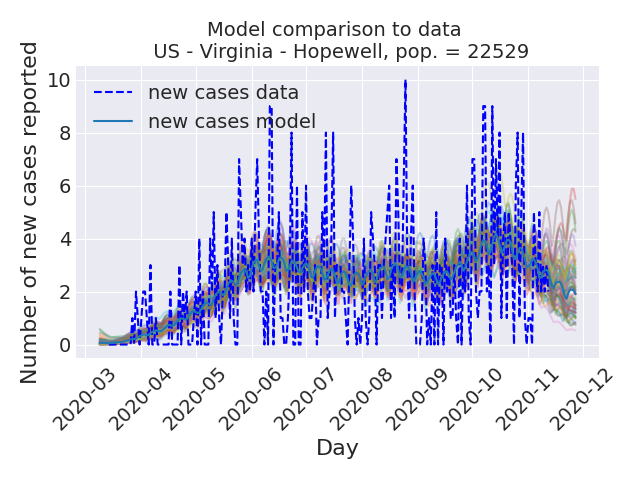 Model comparison to data
US - Virginia - Hopewell, pop. = 22529
Number of new cases reported
10
8
6
4
2
0
new cases data
new cases model
2020-03
2020-04
2020-05
2020-06
2020-07
2020-08
2020-09
2020-10
2020-11
2020-12
Day